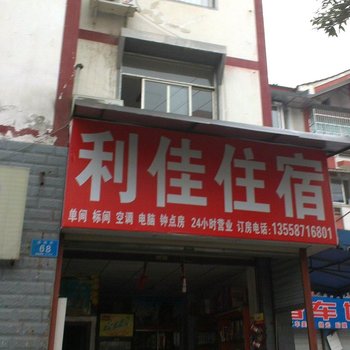 利佳住宿
单间 标间 空调 电脑 钟点房 24小时营业 订房电话:13558716801
68